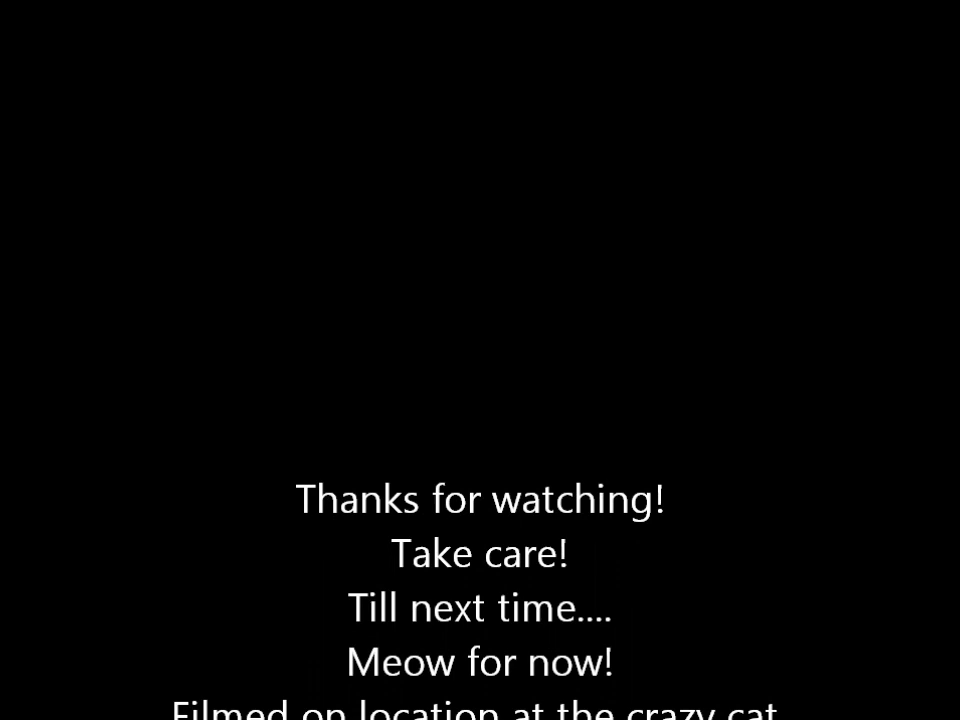 Thanks for watching!
Take care!
Till next time....
Meow for now!
Filmed on location at the crazy cat